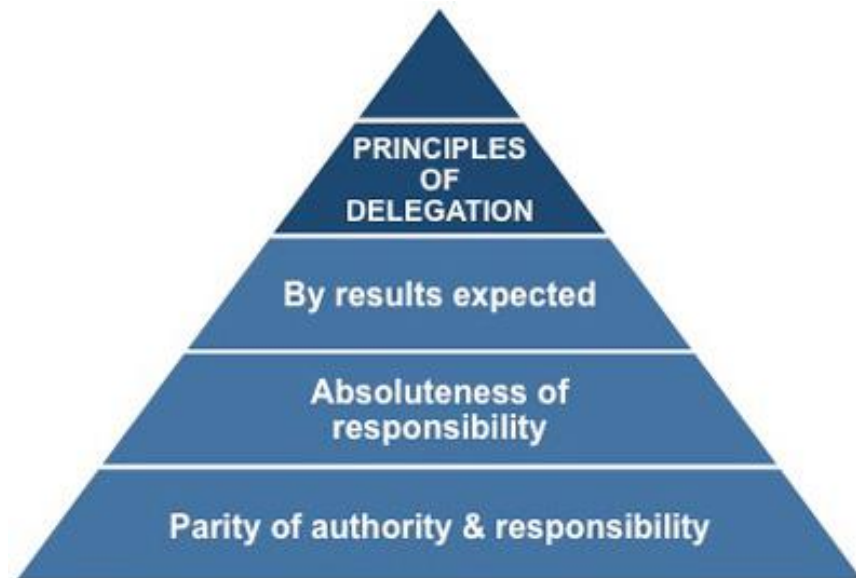 PRINCIPLES
OF
DELEGATION
By results expected
Absoluteness of
responsibility
Parity of authority & responsibility